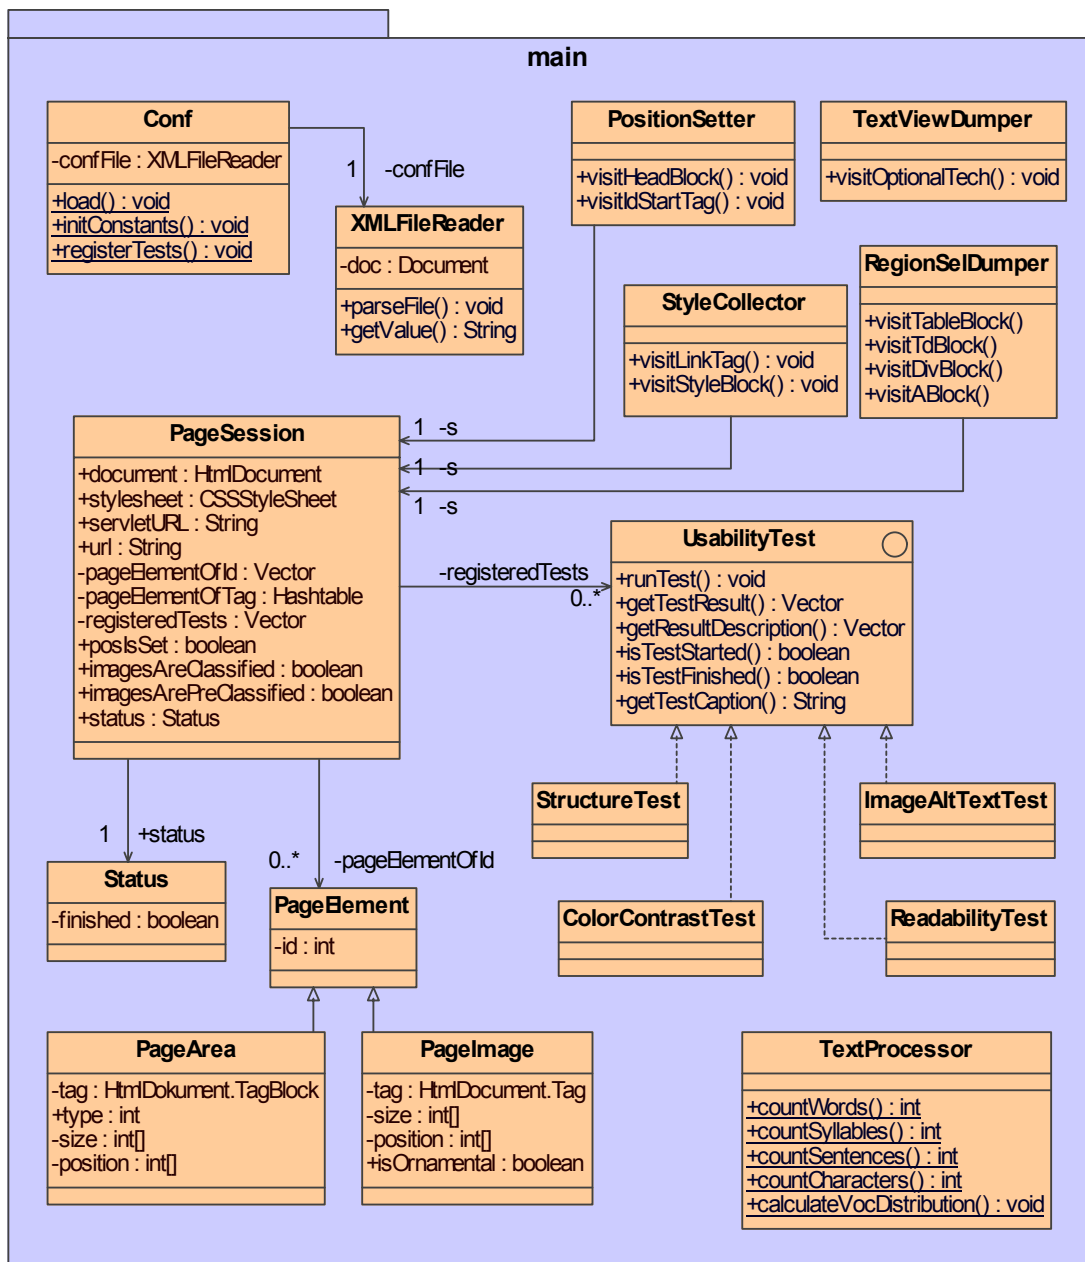 main
Conf
-confFile : XMLFileReader
+load() : void
+initConstants() : void
+registerTests() : void
1 -confFile
XMLFileReader
-doc : Document
+parseFile() : void
+getValue() : String
PositionSetter
+visitHeadBlock() : void
+visitIdStartTag() : void
TextViewDumper
+visitOptionalTech() : void
StyleCollector
+visitLinkTag() : void
+visitStyleBlock() : void
RegionSelDumper
+visitTableBlock()
+visitTdBlock()
+visitDivBlock()
+visitABlock()
PageSession
+document : HtmlDocument
+stylesheet : CSSStyleSheet
+servletURL : String
+url : String
-pageElementOfId : Vector
-pageElementOfTag : Hashtable
-registeredTests : Vector
+posIsSet : boolean
+imagesAreClassified : boolean
+imagesArePreClassified : boolean
+status : Status
1 -s
1 -s
1 -s
-registeredTests
0..*
UsabilityTest
+runTest() : void
+getTestResult() : Vector
+getResultDescription() : Vector
+isTestStarted() : boolean
+isTestFinished() : boolean
+getTestCaption() : String
StructureTest
ImageAltTextTest
ColorContrastTest
ReadabilityTest
1 +status
0..* -pageElementOfId
Status
-finished : boolean
PageElement
-id : int
PageArea
-tag : HtmlDokument.TagBlock
+type : int
-size : int[]
-position : int[]
PageImage
-tag : HtmlDocument.Tag
-size : int[]
-position : int[]
+isOrnamental : boolean
TextProcessor
+countWords() : int
+countSyllables() : int
+countSentences() : int
+countCharacters() : int
+calculateVocDistribution() : void